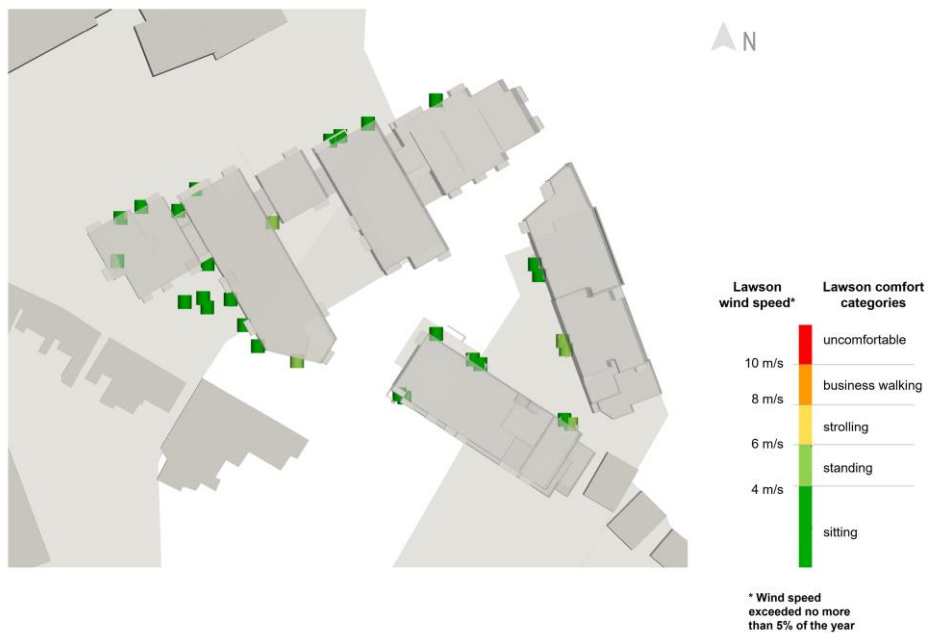 N
Lawson
wind speed*
Lawson comfort
categories
uncomfortable
10 m/s
business walking
8 m/s
strolling
6 m/s
standing
4 m/s
sitting
* Wind speed
exceeded no more
than 5% of the year